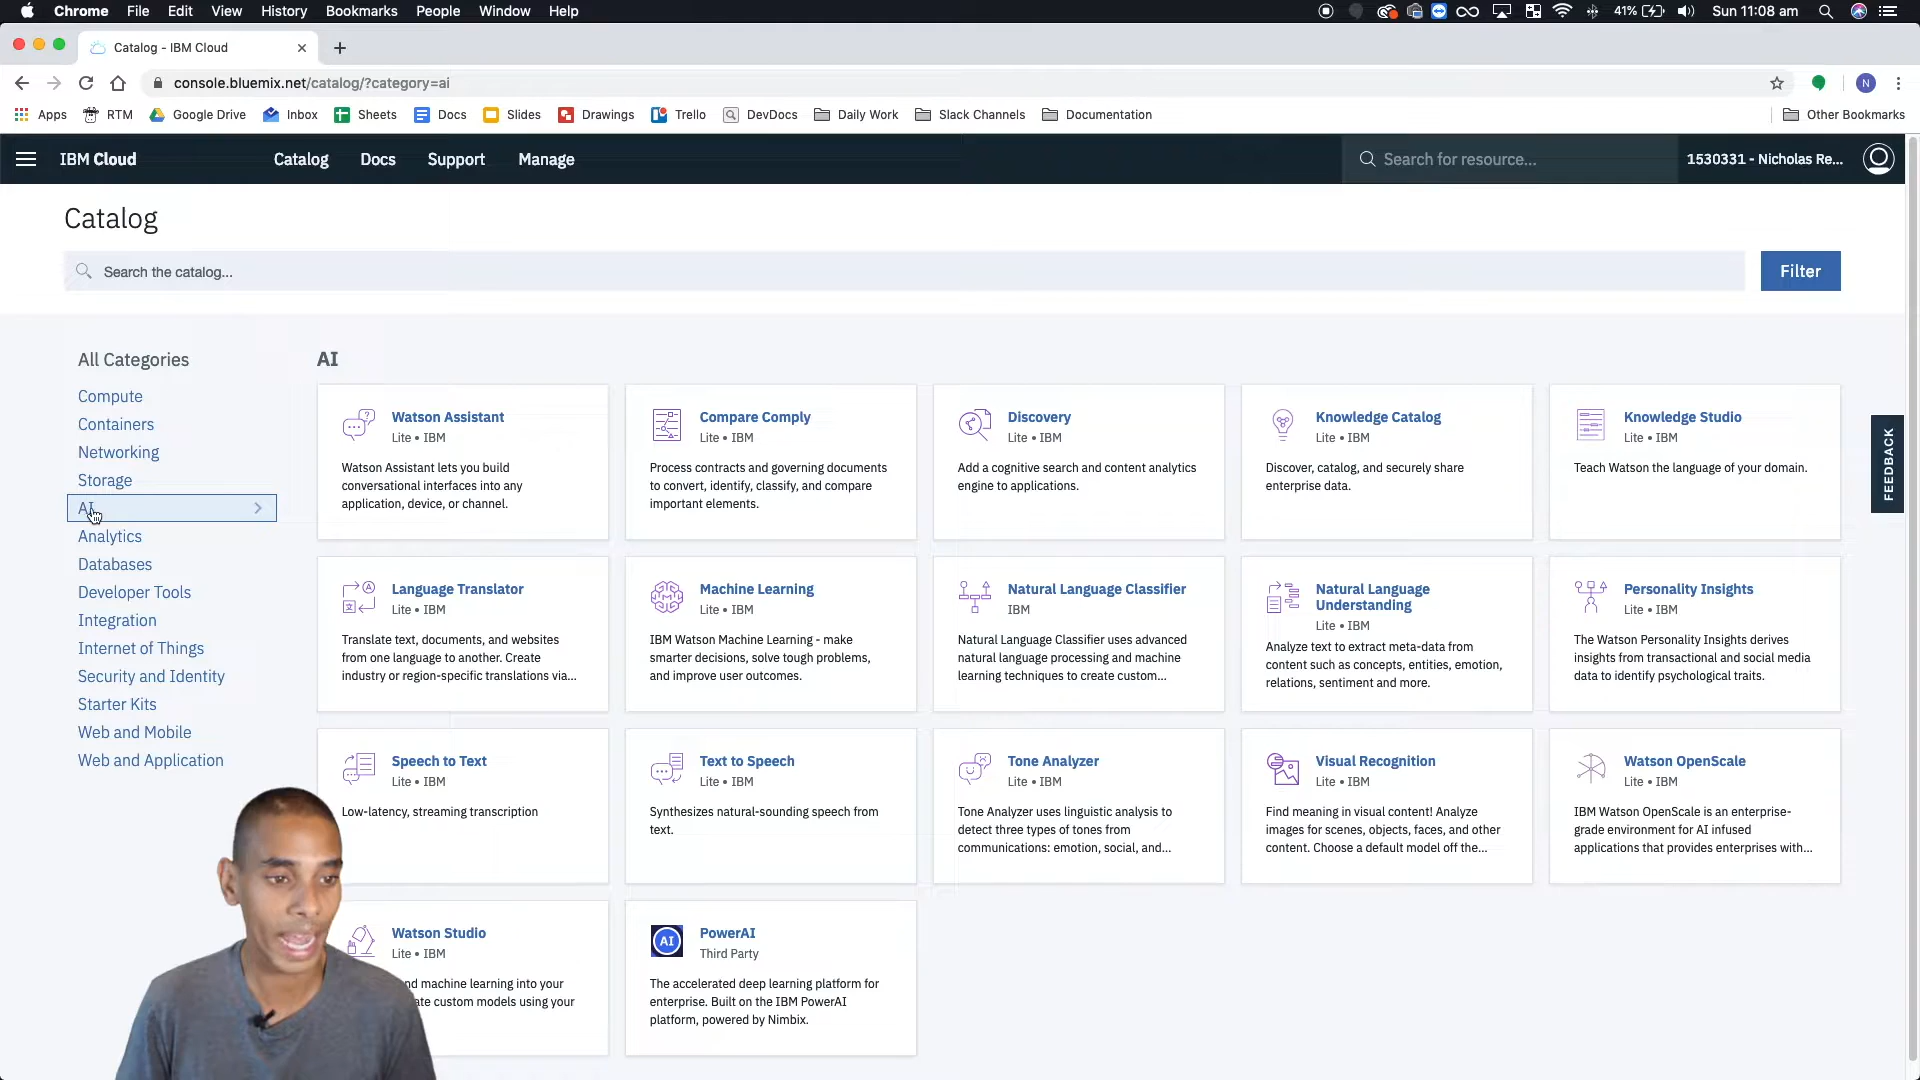 Chrome File Edit View History Bookmarks People Window Help
41% Sun 11:08 am
Catalog - IBM Cloud
console.bluemix.net/catalog/?category=ai
N
Apps RTM Google Drive Inbox Sheets Docs Slides Drawings Trello DevDocs Daily Work Slack Channels Documentation Other Bookmarks
IBM Cloud Catalog Docs Support Manage Search for resource... 1530331 - Nicholas Re...
Catalog
Search the catalog...
Filter
FEEDBACK
All Categories
Compute
Containers
Networking
Storage
AI
Analytics
Databases
Developer Tools
Integration
Internet of Things
Security and Identity
Starter Kits
Web and Mobile
Web and Application
AI
Watson Assistant
Lite • IBM
Watson Assistant lets you build
conversational interfaces into any
application, device, or channel.
Compare Comply
Lite • IBM
Process contracts and governing documents
to convert, identify, classify, and compare
important elements.
Discovery
Lite • IBM
Add a cognitive search and content analytics
engine to applications.
Knowledge Catalog
Lite • IBM
Discover, catalog, and securely share
enterprise data.
Knowledge Studio
Lite • IBM
Teach Watson the language of your domain.
Language Translator
Lite • IBM
Translate text, documents, and websites
from one language to another. Create
industry or region-specific translations via...
Machine Learning
Lite • IBM
IBM Watson Machine Learning - make
smarter decisions, solve tough problems,
and improve user outcomes.
Natural Language Classifier
IBM
Natural Language Classifier uses advanced
natural language processing and machine
learning techniques to create custom...
Natural Language
Understanding
Lite • IBM
Analyze text to extract meta-data from
content such as concepts, entities, emotion,
relations, sentiment and more.
Personality Insights
Lite • IBM
The Watson Personality Insights derives
insights from transactional and social media
data to identify psychological traits.
Speech to Text
Lite • IBM
Low-latency, streaming transcription
Text to Speech
Lite • IBM
Synthesizes natural-sounding speech from
text.
Tone Analyzer
Lite • IBM
Tone Analyzer uses linguistic analysis to
detect three types of tones from
communications: emotion, social, and...
Visual Recognition
Lite • IBM
Find meaning in visual content! Analyze
images for scenes, objects, faces, and other
content. Choose a default model off the...
Watson OpenScale
Lite • IBM
IBM Watson OpenScale is an enterprise-
grade environment for AI infused
applications that provides enterprises with...
Watson Studio
Lite • IBM
machine learning into your
custom models using your
AI
PowerAI
Third Party
The accelerated deep learning platform for
enterprise. Built on the IBM PowerAI
platform, powered by Nimbix.